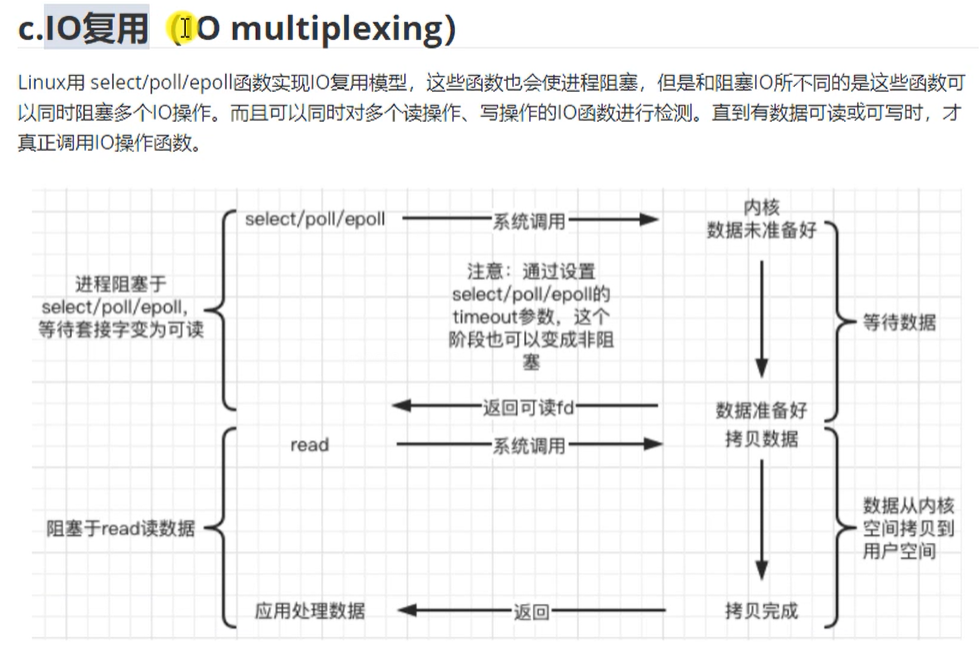 c.IO复用 (IO multiplexing)
Linux用 select/poll/epoll函数实现IO复用模型，这些函数也会使进程阻塞，但是和阻塞IO所不同的是这些函数可
以同时阻塞多个IO操作。而且可以同时对多个读操作、写操作的IO函数进行检测。直到有数据可读或可写时，才
真正调用IO操作函数。
select/poll/epoll
系统调用
内核
数据未准备好
进程阻塞于
select/poll/epoll，
等待套接字变为可读
注意：通过设置
select/poll/epoll的
timeout参数，这个
阶段也可以变成非阻
塞
等待数据
返回可读fd
数据准备好
read
系统调用
拷贝数据
阻塞于read读数据
数据从内核
空间拷贝到
用户空间
应用处理数据
返回
拷贝完成